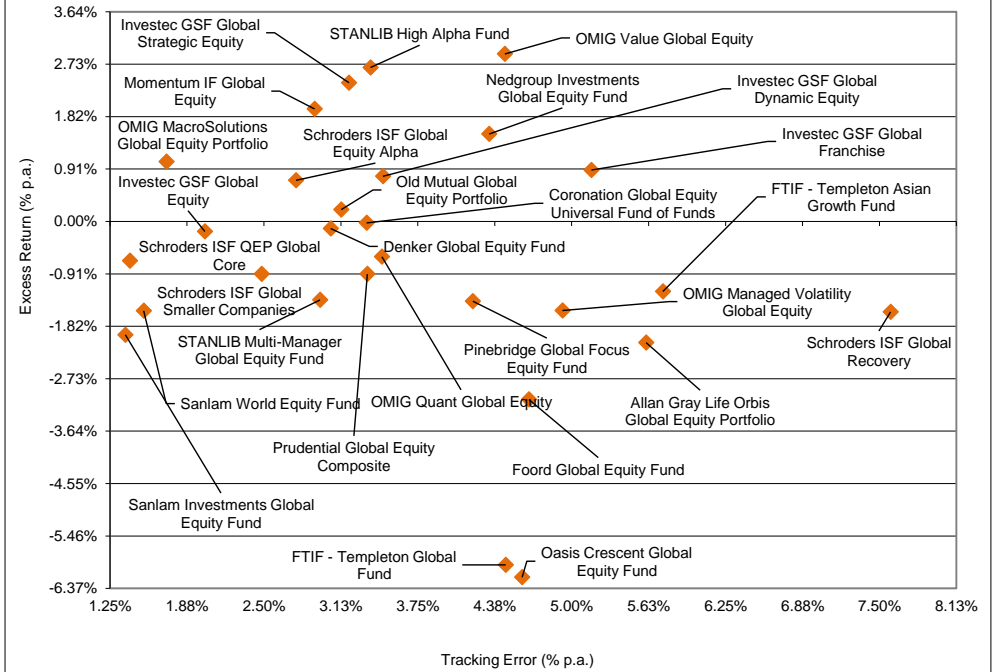 3.64%
2.73%
1.82%
0.91%
0.00%
-0.91%
-1.82%
-2.73%
-3.64%
-4.55%
-5.46%
-6.37%
Excess Return (% p.a.)
Investec GSF Global
Strategic Equity
STANLIB High Alpha Fund
OMIG Value Global Equity
Momentum IF Global
Equity
Nedgroup Investments
Global Equity Fund
Investec GSF Global
Dynamic Equity
OMIG MacroSolutions
Global Equity Portfolio
Schroders ISF Global
Equity Alpha
Investec GSF Global
Franchise
Investec GSF Global
Equity
Old Mutual Global
Equity Portfolio
Coronation Global Equity
Universal Fund of Funds
FTIF - Templeton Asian
Growth Fund
Schroders ISF QEP Global
Core
Denker Global Equity Fund
Schroders ISF Global
Smaller Companies
OMIG Managed Volatility
Global Equity
STANLIB Multi-Manager
Global Equity Fund
Pinebridge Global Focus
Equity Fund
Schroders ISF Global
Recovery
Sanlam World Equity Fund
OMIG Quant Global Equity
Allan Gray Life Orbis
Global Equity Portfolio
Prudential Global Equity
Composite
Foord Global Equity Fund
Sanlam Investments Global
Equity Fund
FTIF - Templeton Global
Fund
Oasis Crescent Global
Equity Fund
1.25%
1.88%
2.50%
3.13%
3.75%
4.38%
5.00%
5.63%
6.25%
6.88%
7.50%
8.13%
Tracking Error (% p.a.)